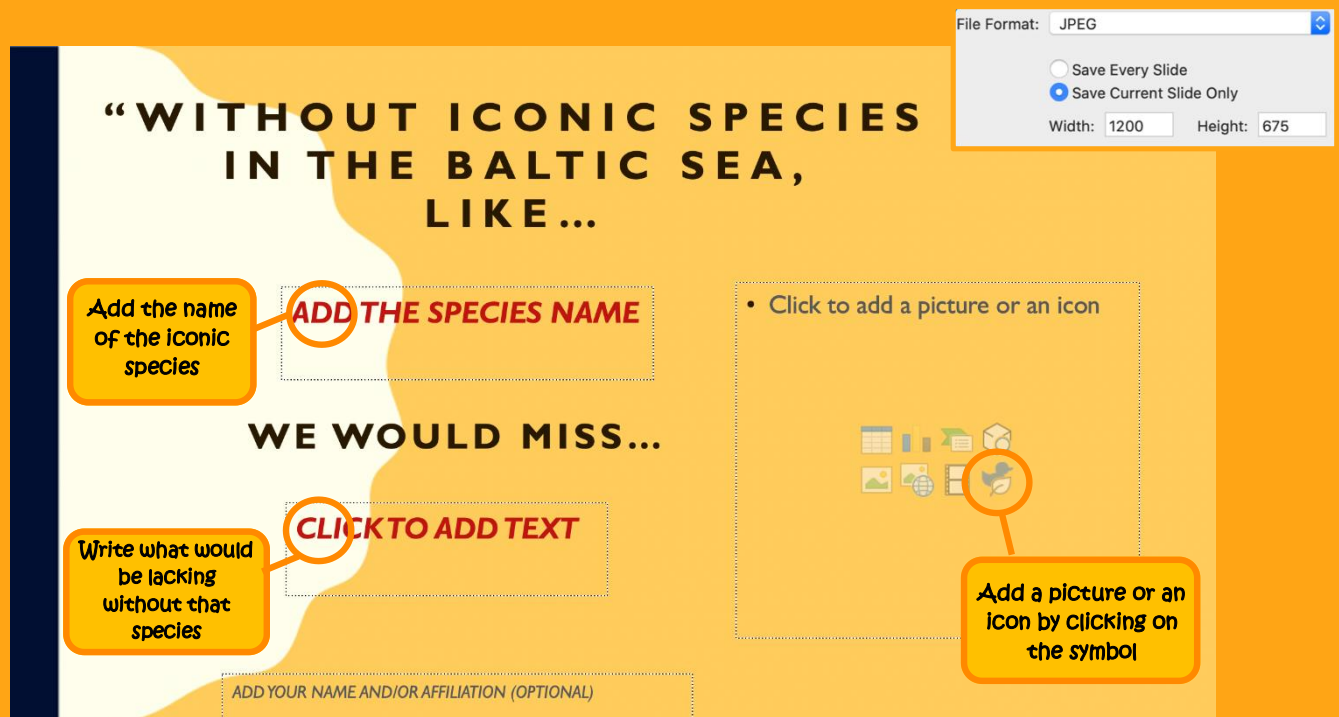 File Format: JPEG
Save Every Slide
Save Current Slide Only
Width: 1200 Height: 675
“WITHOUT ICONIC SPECIES
IN THE BALTIC SEA,
LIKE…
Add the name
of the iconic
species
ADD THE SPECIES NAME
• Click to add a picture or an icon
WE WOULD MISS…
CLICK TO ADD TEXT
Write what would
be lacking
without that
species
Add a picture or an
icon by clicking on
the symbol
ADD YOUR NAME AND/OR AFFILIATION (OPTIONAL)